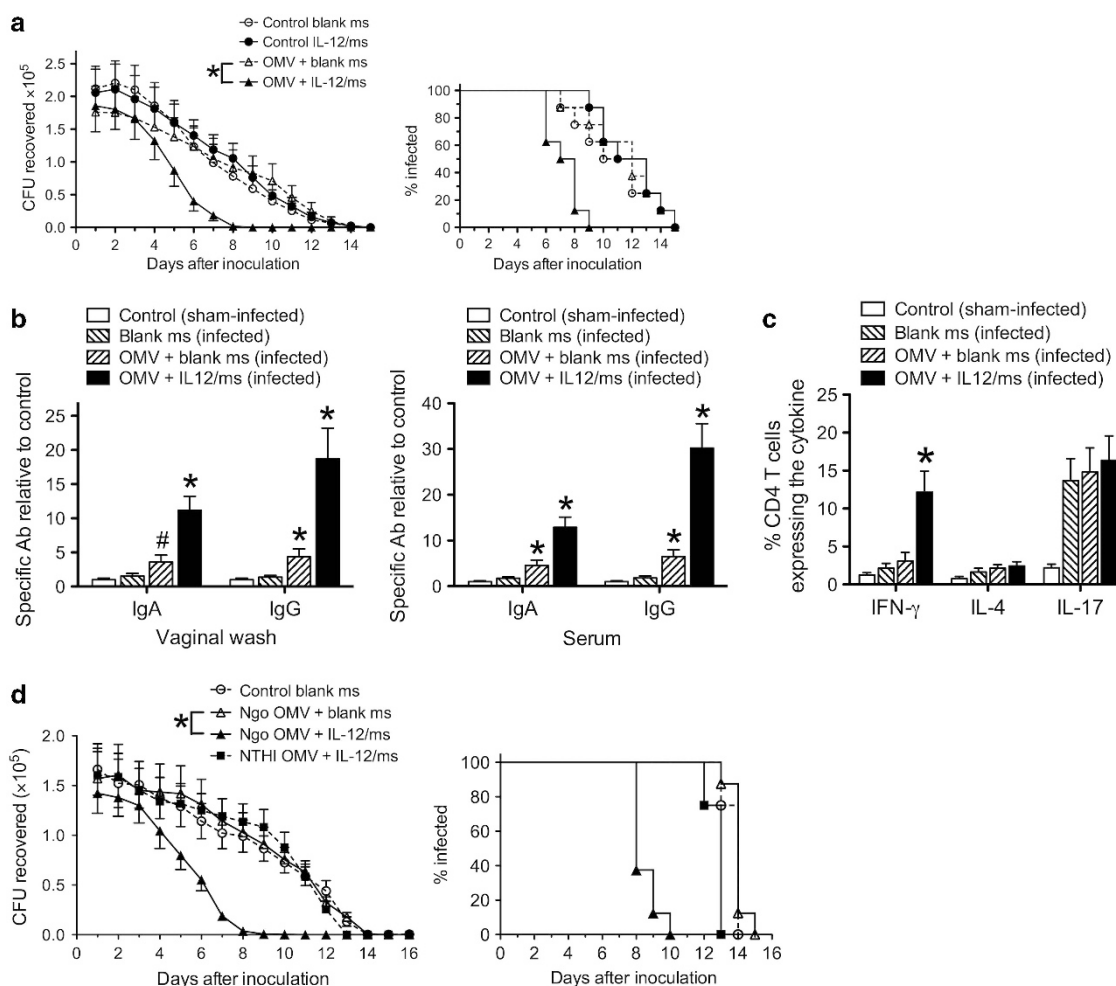 a
Control blank ms
Control IL-12/ms
* OMV + blank ms
OMV + IL-12/ms
CFU recovered ×10⁵
2.5
2.0
1.5
1.0
0.5
0.0
0 2 4 6 8 10 12 14
Days after inoculation
% infected
100
80
60
40
20
0
0 2 4 6 8 10 12 14
Days after inoculation
b
Control (sham-infected)
Blank ms (infected)
OMV + blank ms (infected)
OMV + IL12/ms (infected)
Specific Ab relative to control
25
20
15
10
5
0
# * * *
IgA IgG
Vaginal wash
Control (sham-infected)
Blank ms (infected)
OMV + blank ms (infected)
OMV + IL12/ms (infected)
Specific Ab relative to control
40
30
20
10
0
* * * *
IgA IgG
Serum
c
Control (sham-infected)
Blank ms (infected)
OMV + blank ms (infected)
OMV + IL12/ms (infected)
% CD4 T cells
expressing the cytokine
25
20
15
10
5
0
*
IFN-γ IL-4 IL-17
d
Control blank ms
* Ngo OMV + blank ms
Ngo OMV + IL-12/ms
NTHI OMV + IL-12/ms
CFU recovered (×10⁵)
2.0
1.5
1.0
0.5
0.0
0 2 4 6 8 10 12 14 16
Days after inoculation
% infected
100
80
60
40
20
0
0 2 4 6 8 10 12 14 16
Days after inoculation